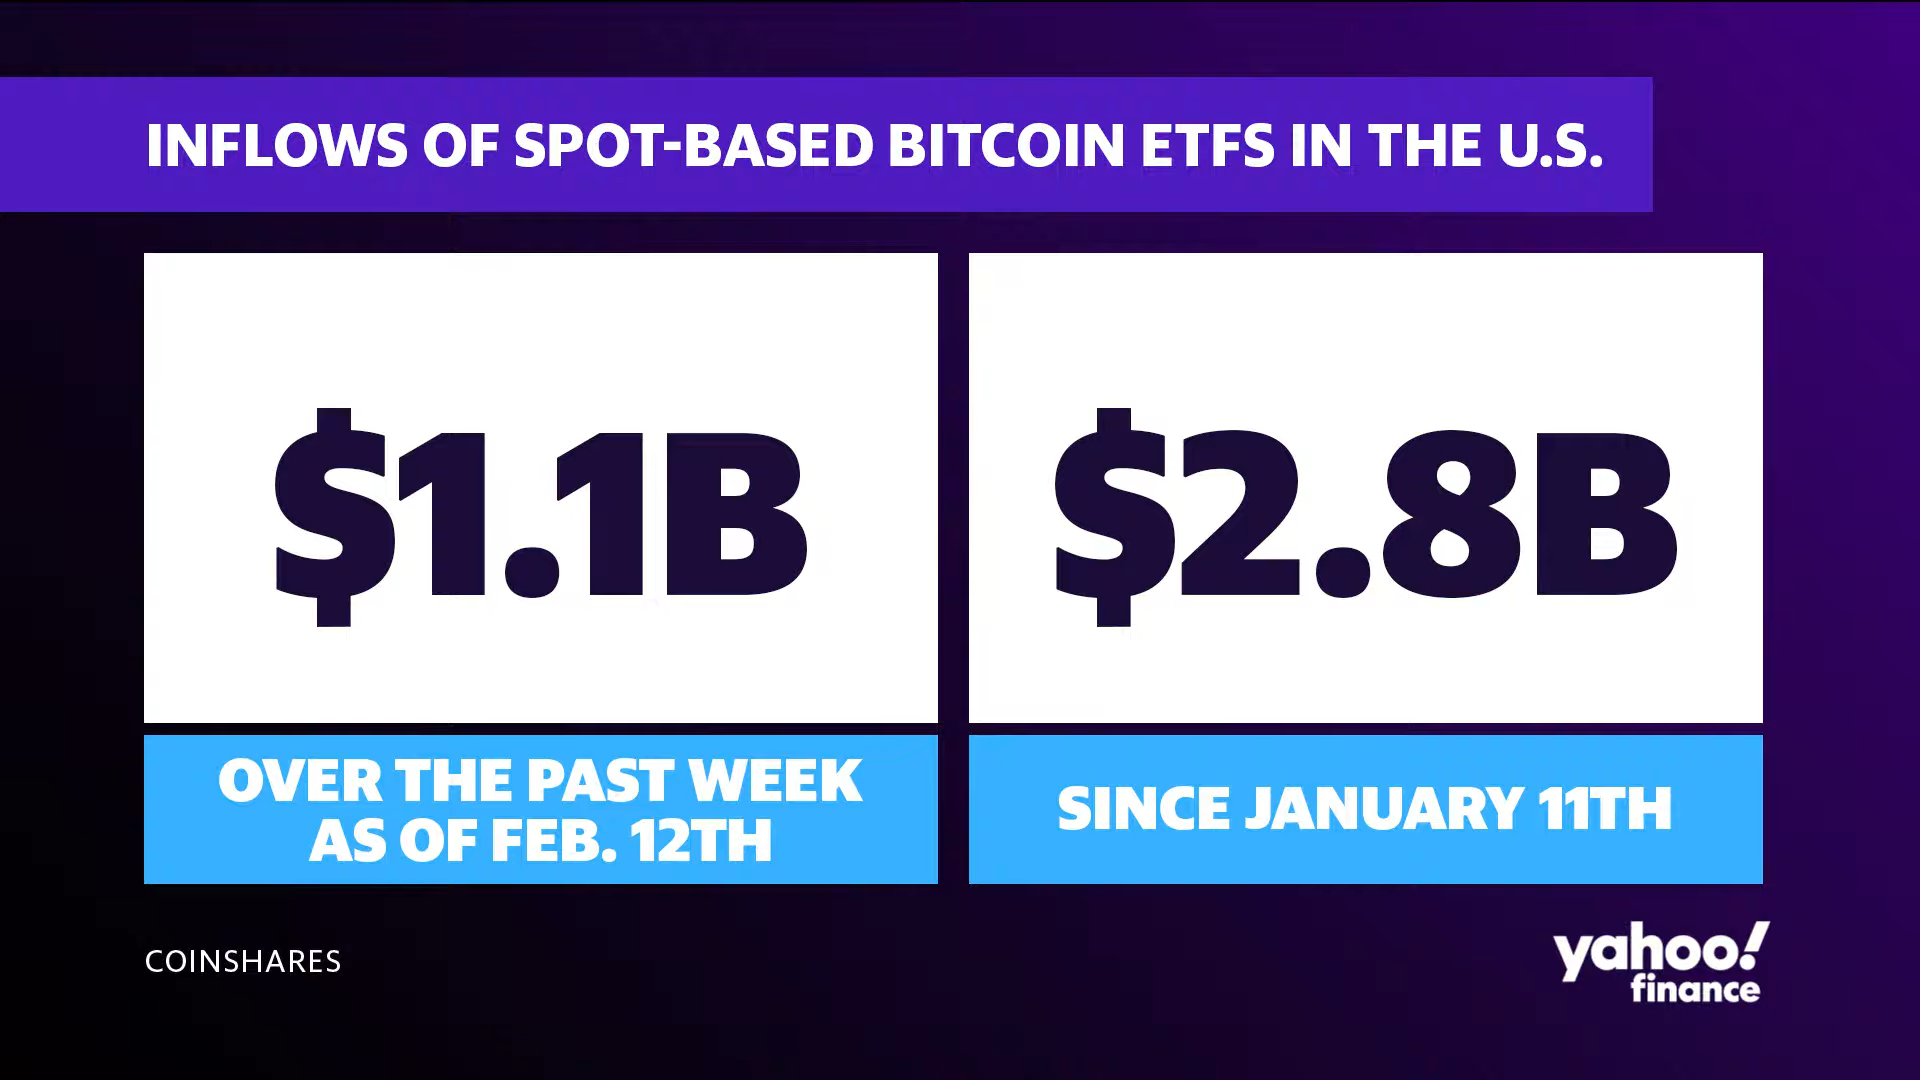 INFLOWS OF SPOT-BASED BITCOIN ETFS IN THE U.S.
$1.1B
OVER THE PAST WEEK
AS OF FEB. 12TH
$2.8B
SINCE JANUARY 11TH
COINSHARES
yahoo!
finance